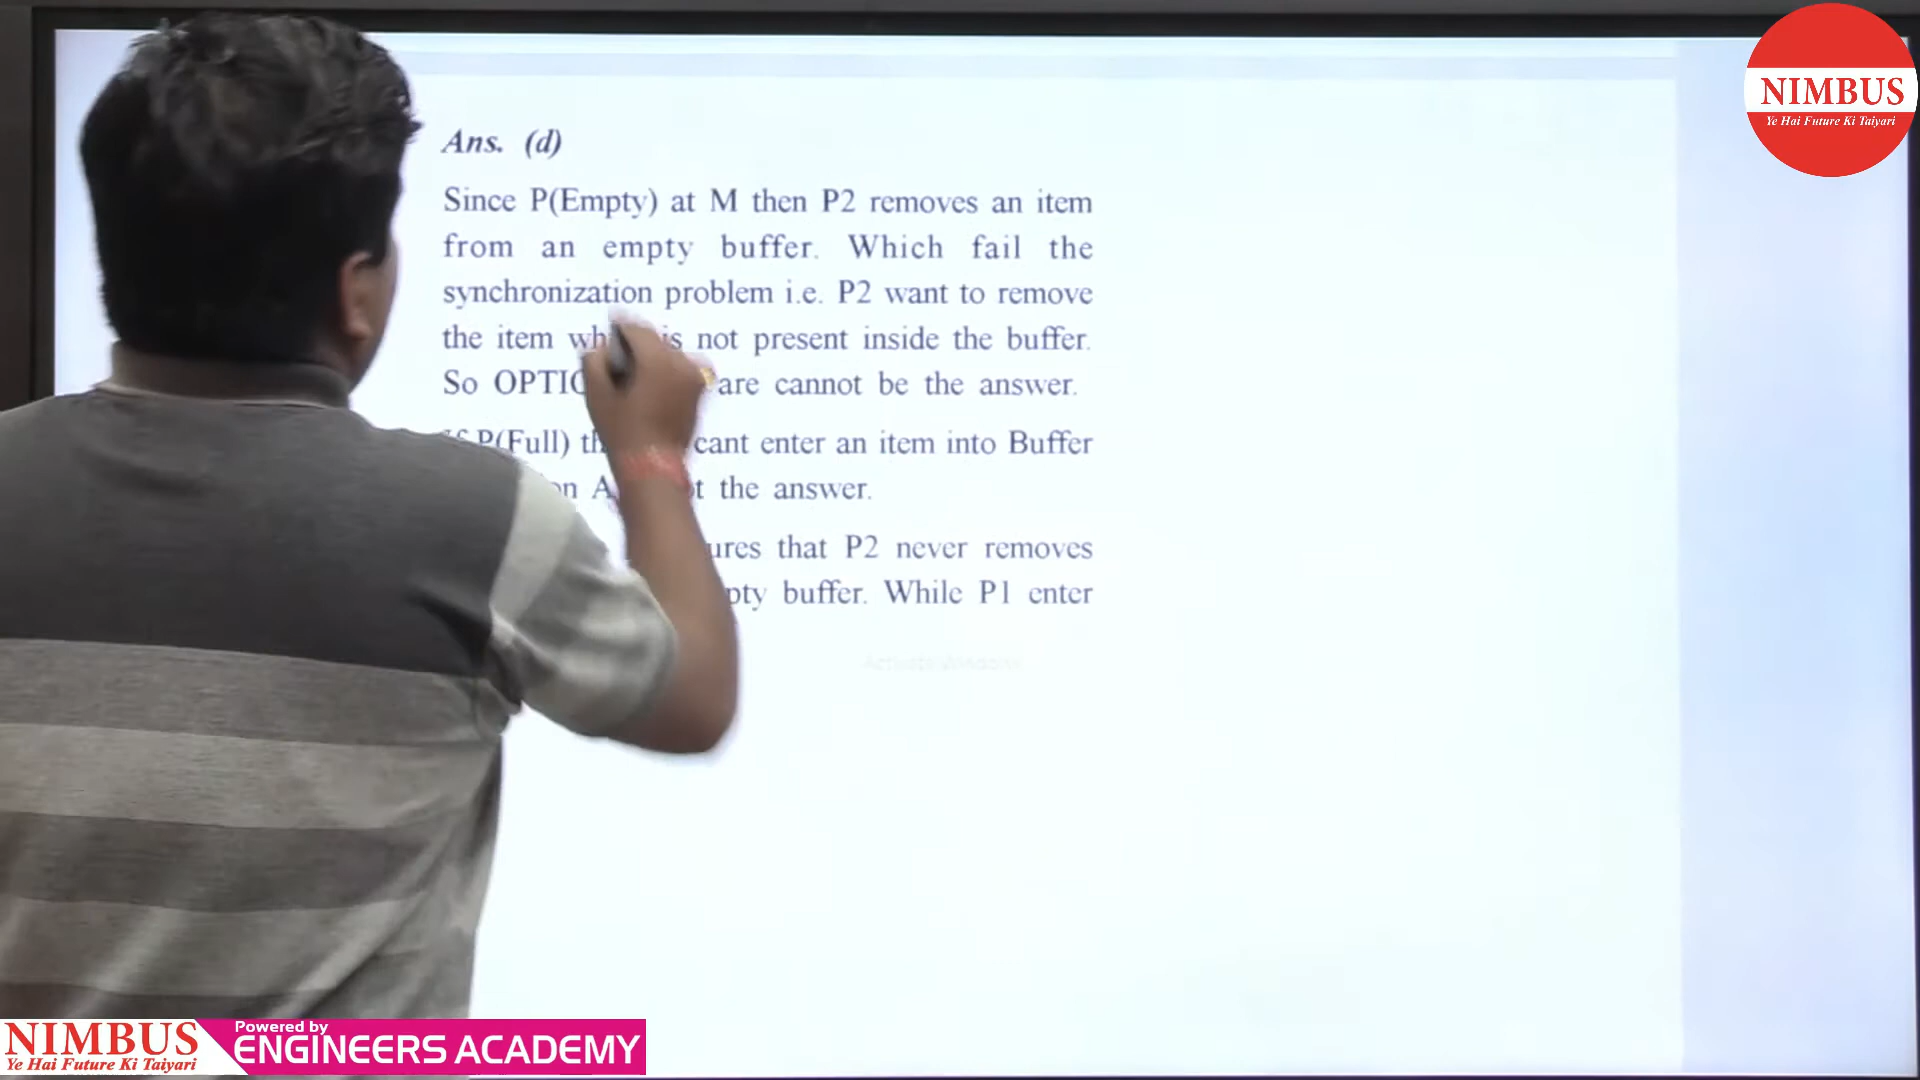 NIMBUS
Ye Hai Future Ki Taiyari
Ans. (d)
Since P(Empty) at M then P2 removes an item
from an empty buffer. Which fail the
synchronization problem i.e. P2 want to remove
the item is not present inside the buffer.
So are cannot be the answer.
P(Full) cant enter an item into Buffer
the answer.
that P2 never removes
buffer. While P1 enter
Activate Windows
NIMBUS
Ye Hai Future Ki Taiyari
Powered by
ENGINEERS ACADEMY